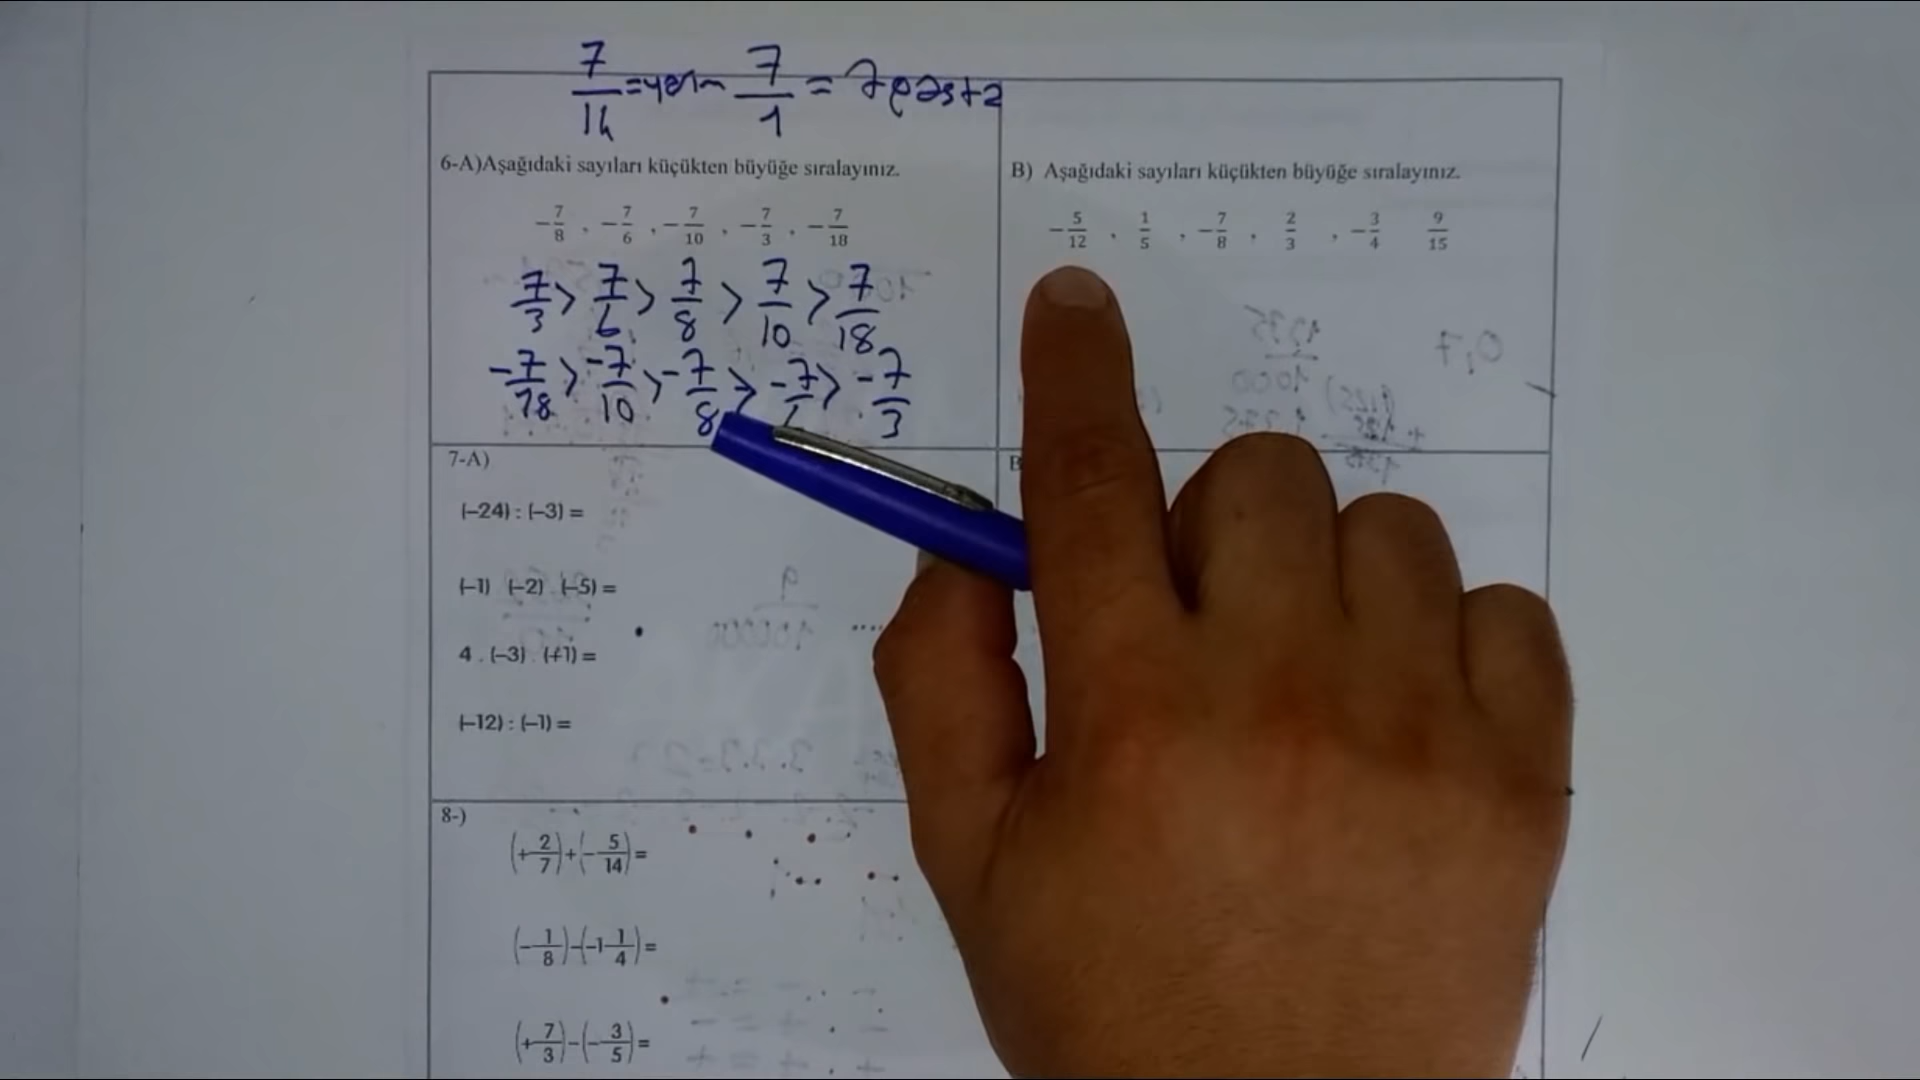 7/14 = yarım 7/1 = 7 pasta
6-A)Aşağıdaki sayıları küçükten büyüğe sıralayınız.
-7/8 , -7/6 , -7/10 , -7/3 , -7/18
7/3 > 7/6 > 7/8 > 7/10 > 7/18
-7/18 > -7/10 > -7/8 > -7/ > -7/3
B) Aşağıdaki sayıları küçükten büyüğe sıralayınız.
-5/12 , 1/5 , -7/8 , 2/3 , -3/4 9/15
7-A)
(–24) : (–3) =
(–1) (–2) . (–5) =
4 . (–3) . (+1) =
(–12) : (–1) =
B
8-)
(+2/7)+(-5/14)=
(-1/8)-(-1 1/4)=
(+7/3)-(-3/5)=